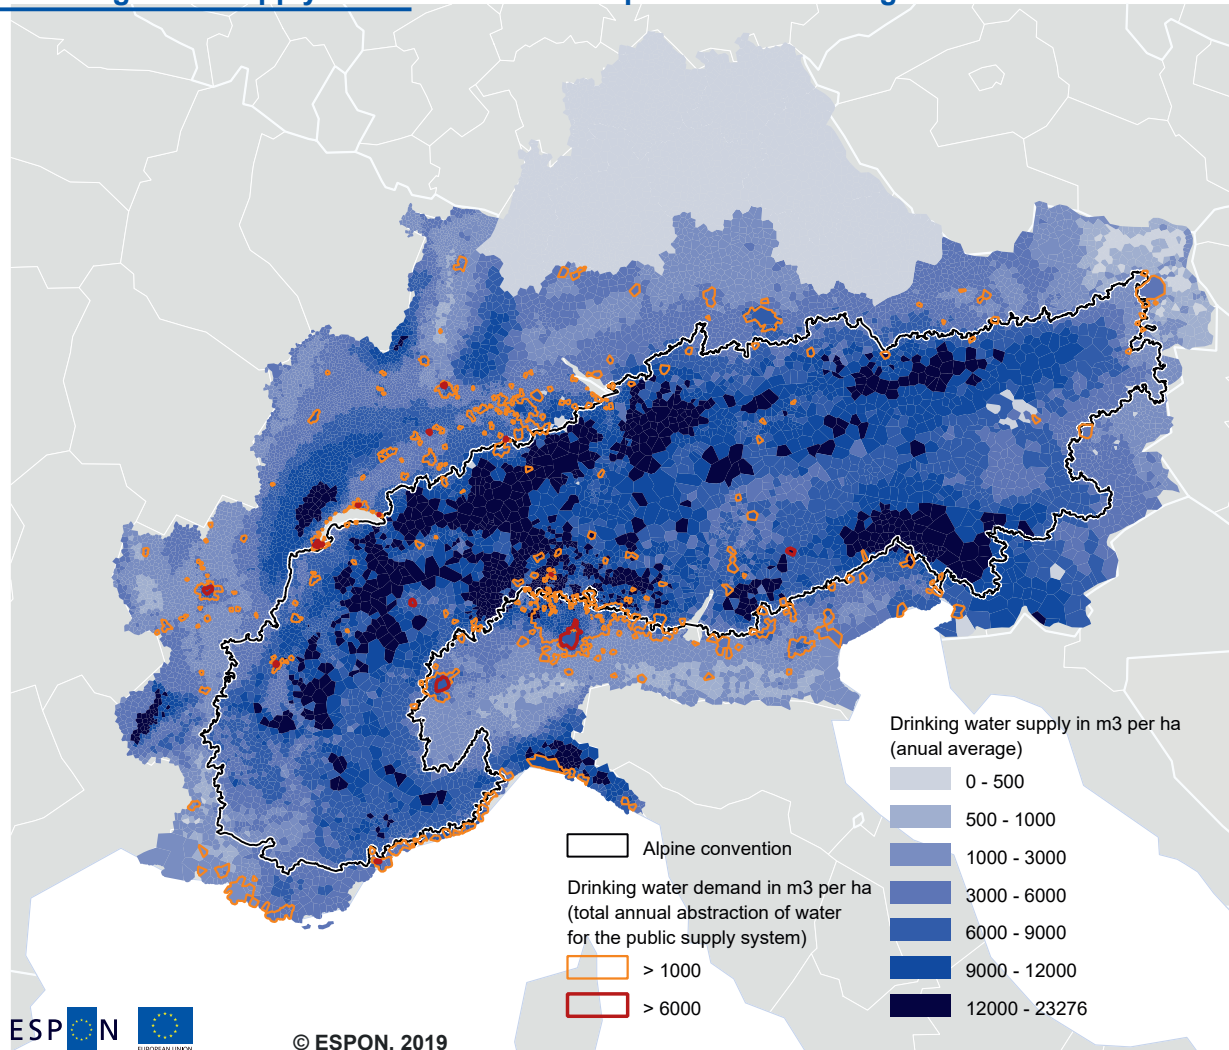 Drinking water supply in m3 per ha
(anual average)
0 - 500
500 - 1000
1000 - 3000
3000 - 6000
6000 - 9000
9000 - 12000
12000 - 23276
Alpine convention
Drinking water demand in m3 per ha
(total annual abstraction of water
for the public supply system)
> 1000
> 6000
ESPON
EUROPEAN UNION
© ESPON, 2019